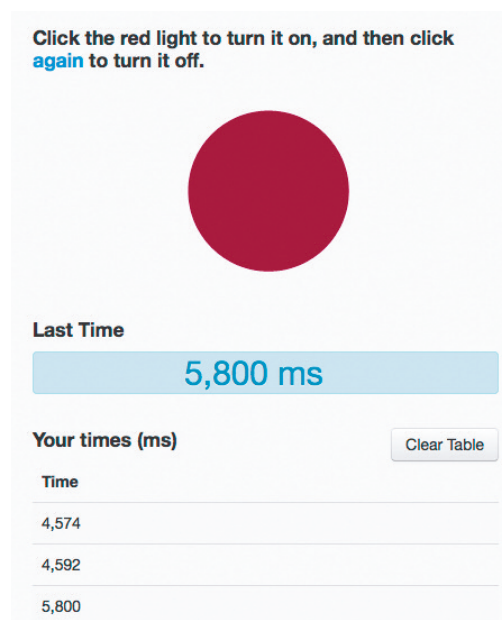 Click the red light to turn it on, and then click
again to turn it off.
Last Time
5,800 ms
Your times (ms)
Clear Table
Time
4,574
4,592
5,800